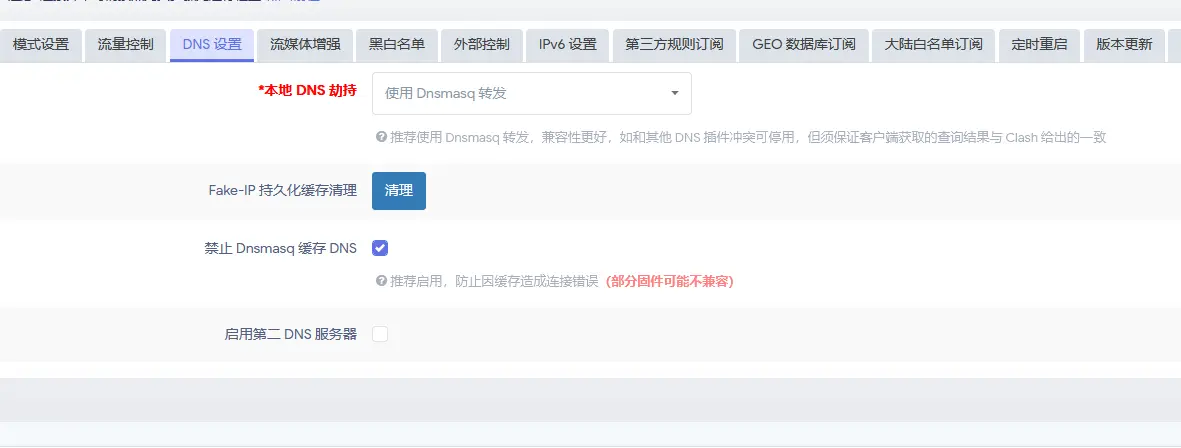 模式设置 流量控制 DNS 设置 流媒体增强 黑白名单 外部控制 IPv6 设置 第三方规则订阅 GEO 数据库订阅 大陆白名单订阅 定时重启 版本更新
*本地 DNS 劫持 使用 Dnsmasq 转发
推荐使用 Dnsmasq 转发，兼容性更好，如和其他 DNS 插件冲突可停用，但须保证客户端获取的查询结果与 Clash 给出的一致
Fake-IP 持久化缓存清理 清理
禁止 Dnsmasq 缓存 DNS
推荐启用，防止因缓存造成连接错误（部分固件可能不兼容）
启用第二 DNS 服务器